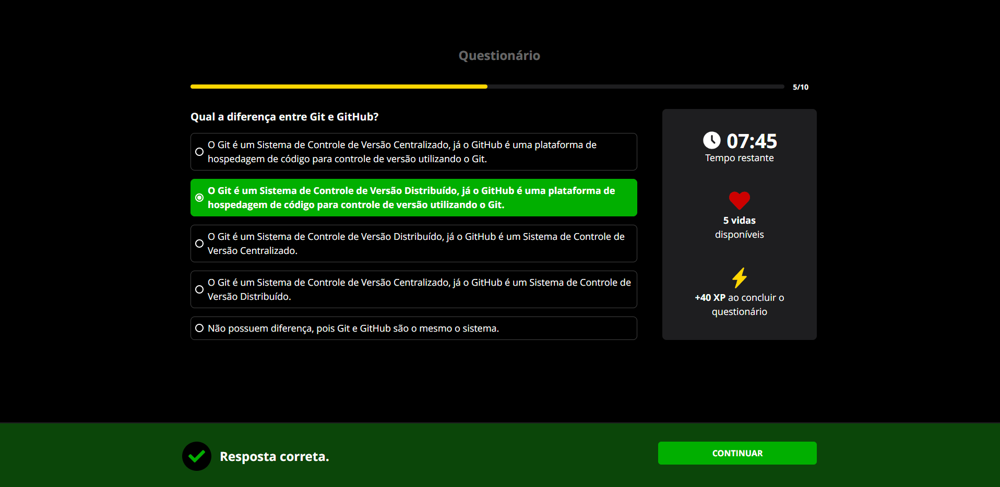 Questionário
5/10
Qual a diferença entre Git e GitHub?
O Git é um Sistema de Controle de Versão Centralizado, já o GitHub é uma plataforma de
hospedagem de código para controle de versão utilizando o Git.
O Git é um Sistema de Controle de Versão Distribuído, já o GitHub é uma plataforma de
hospedagem de código para controle de versão utilizando o Git.
O Git é um Sistema de Controle de Versão Distribuído, já o GitHub é um Sistema de Controle de
Versão Centralizado.
O Git é um Sistema de Controle de Versão Centralizado, já o GitHub é um Sistema de Controle de
Versão Distribuído.
Não possuem diferença, pois Git e GitHub são o mesmo o sistema.
07:45
Tempo restante
5 vidas
disponíveis
+40 XP ao concluir o
questionário
Resposta correta.
CONTINUAR